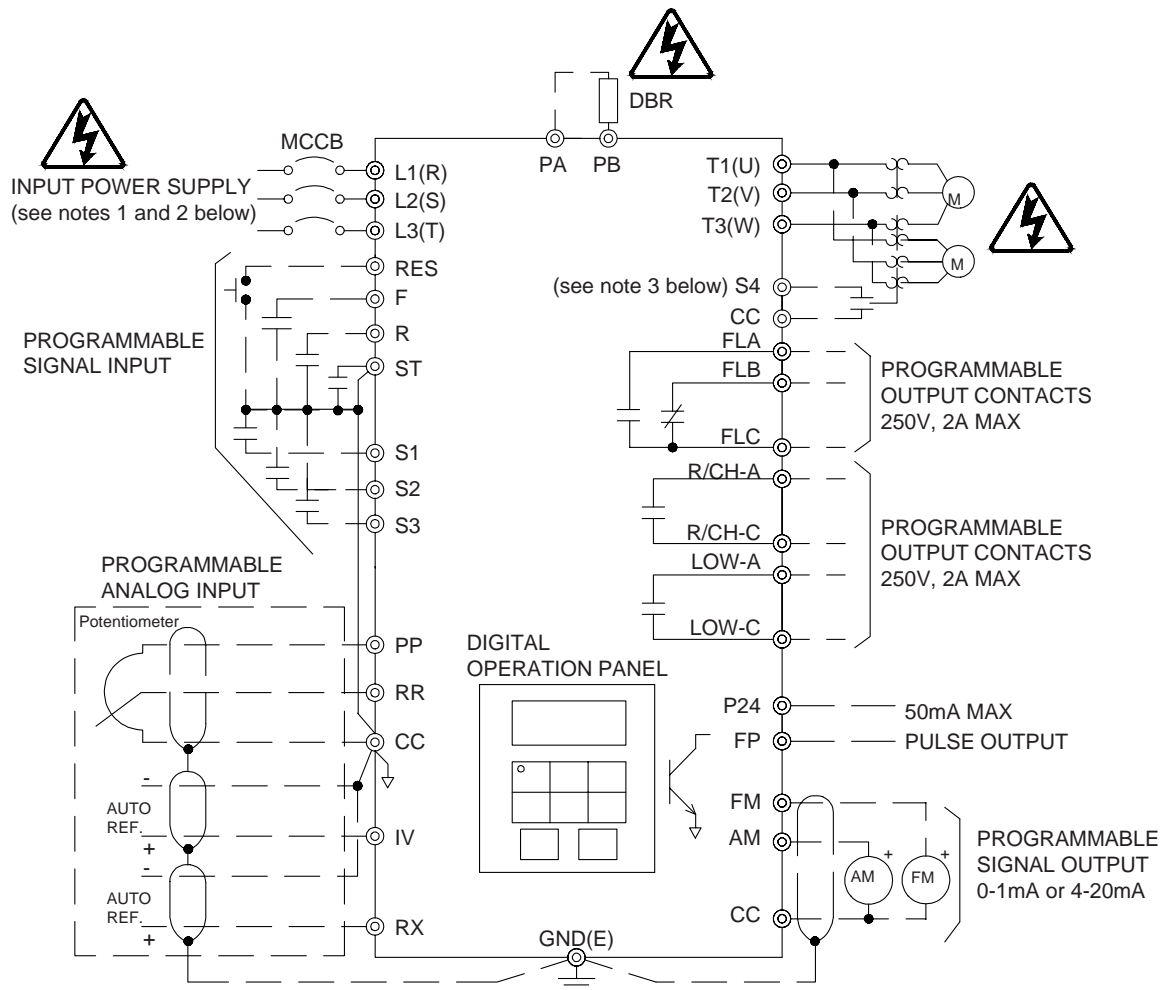 DBR
MCCB
PA PB
INPUT POWER SUPPLY
(see notes 1 and 2 below)
L1(R)
L2(S)
L3(T)
T1(U)
T2(V)
T3(W)
M
M
PROGRAMMABLE
SIGNAL INPUT
RES
F
R
ST
S1
S2
S3
(see note 3 below) S4
CC
FLA
FLB
FLC
PROGRAMMABLE
OUTPUT CONTACTS
250V, 2A MAX
R/CH-A
R/CH-C
LOW-A
LOW-C
PROGRAMMABLE
OUTPUT CONTACTS
250V, 2A MAX
PROGRAMMABLE
ANALOG INPUT
Potentiometer
PP
RR
CC
-
AUTO
REF.
+
IV
-
AUTO
REF.
+
RX
DIGITAL
OPERATION PANEL
P24
50mA MAX
FP
PULSE OUTPUT
FM
AM
CC
+
AM
+
FM
PROGRAMMABLE
SIGNAL OUTPUT
0-1mA or 4-20mA
GND(E)